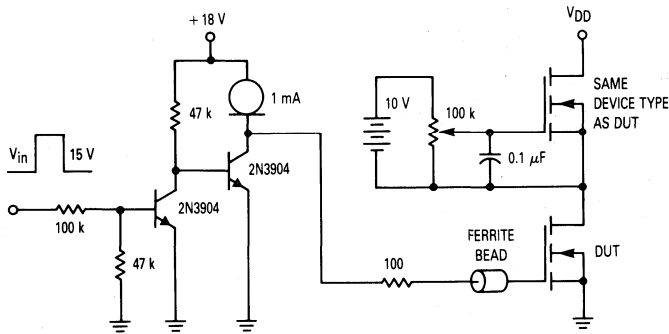 + 18 V
V_DD
47 k
1 mA
10 V
100 k
SAME
DEVICE TYPE
AS DUT
0.1 μF
V_in
15 V
2N3904
2N3904
100 k
47 k
FERRITE
BEAD
100
DUT